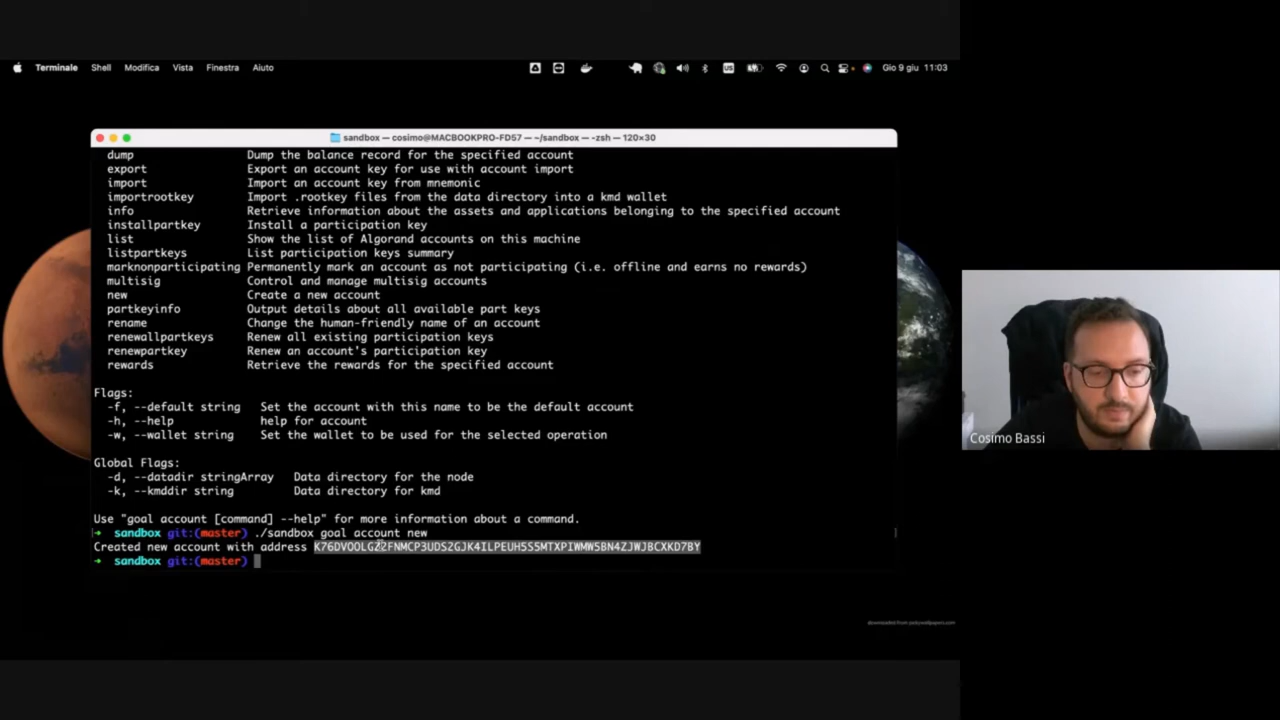 Terminale Shell Modifica Vista Finestra Aiuto US Gio 9 giu 11:03
sandbox — cosimo@MACBOOKPRO-FD57 — ~/sandbox — -zsh — 120×30
dump Dump the balance record for the specified account
export Export an account key for use with account import
import Import an account key from mnemonic
importrootkey Import .rootkey files from the data directory into a kmd wallet
info Retrieve information about the assets and applications belonging to the specified account
installpartkey Install a participation key
list Show the list of Algorand accounts on this machine
listpartkeys List participation keys summary
marknonparticipating Permanently mark an account as not participating (i.e. offline and earns no rewards)
multisig Control and manage multisig accounts
new Create a new account
partkeyinfo Output details about all available part keys
rename Change the human-friendly name of an account
renewallpartkeys Renew all existing participation keys
renewpartkey Renew an account's participation key
rewards Retrieve the rewards for the specified account
Flags:
-f, --default string Set the account with this name to be the default account
-h, --help help for account
-w, --wallet string Set the wallet to be used for the selected operation
Global Flags:
-d, --datadir stringArray Data directory for the node
-k, --kmddir string Data directory for kmd
Use "goal account [command] --help" for more information about a command.
→ sandbox git:(master) ./sandbox goal account new
Created new account with address
→ sandbox git:(master)
Cosimo Bassi